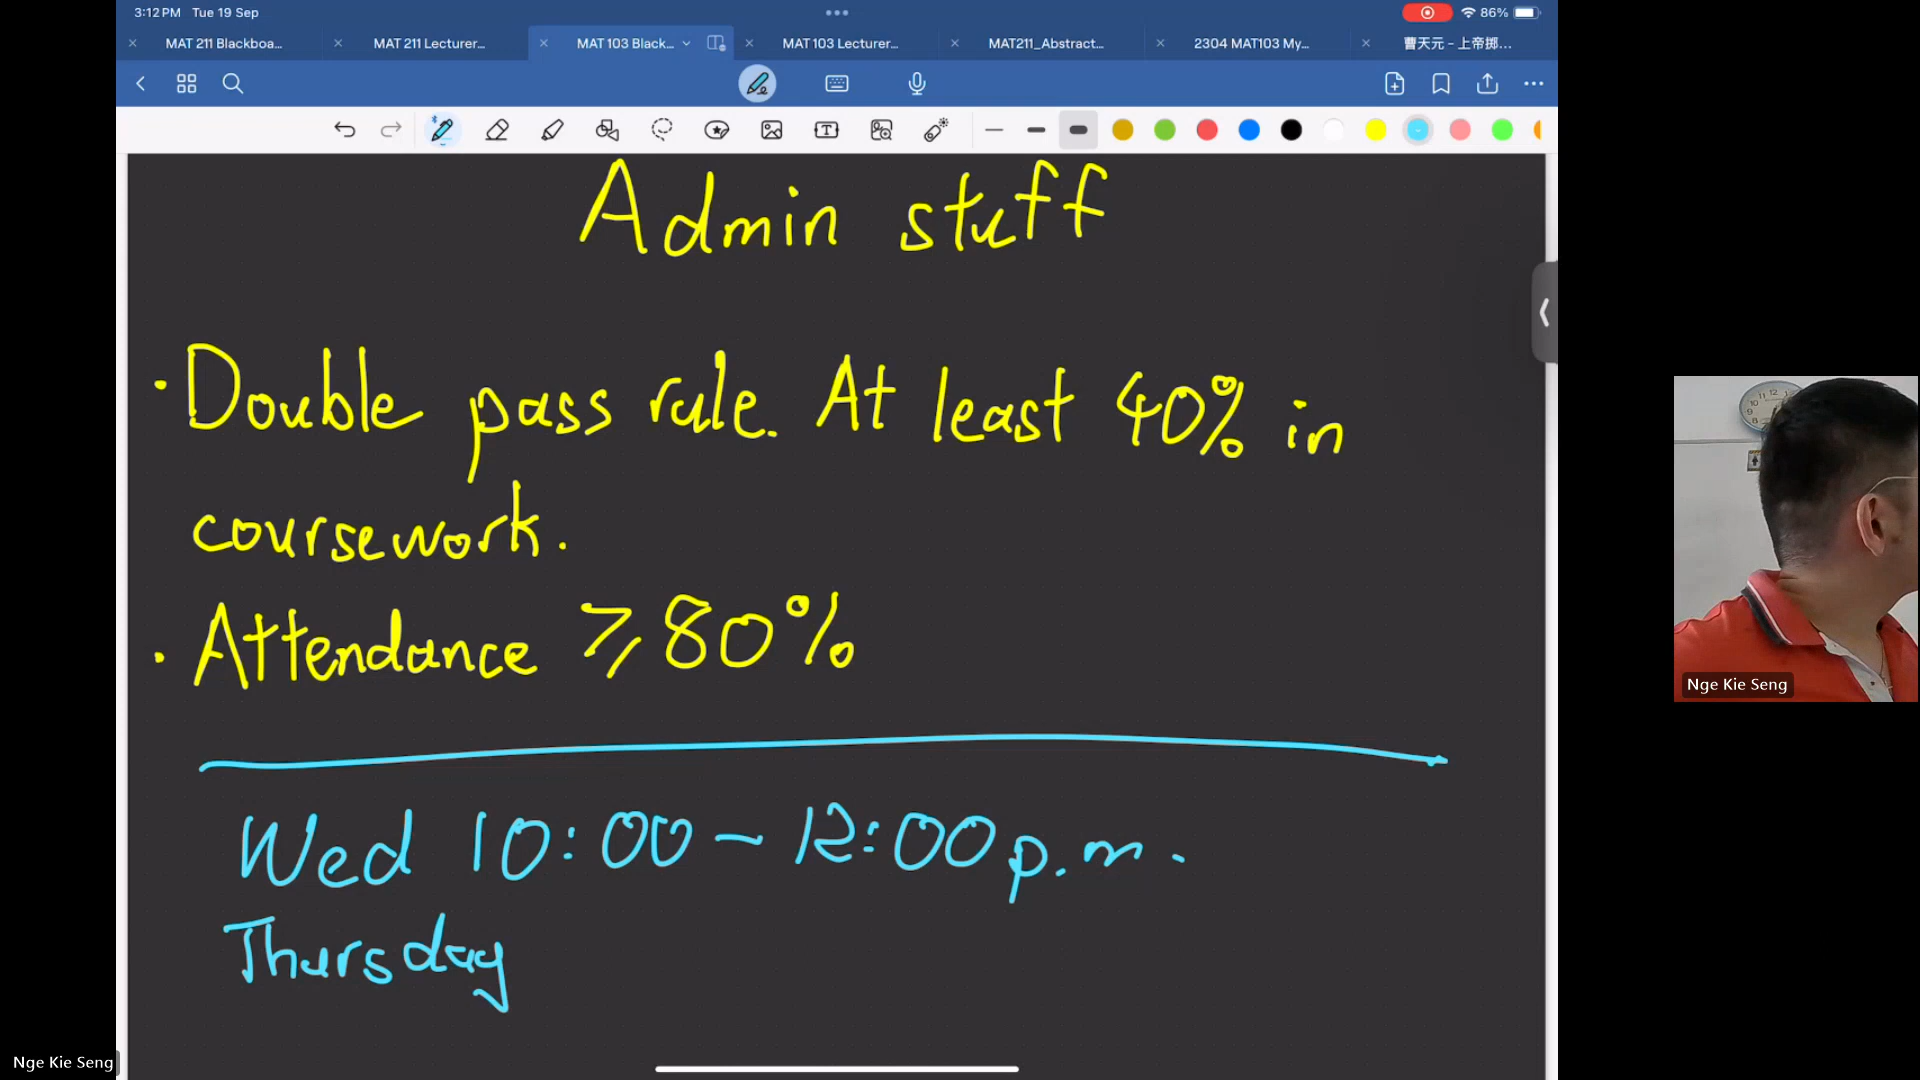 3:12 PM Tue 19 Sep
86%
MAT 211 Blackboa...
MAT 211 Lecturer...
MAT 103 Black...
MAT 103 Lecturer...
MAT211_Abstract...
2304 MAT103 My...
曹天元 - 上帝掷...
Admin stuff
· Double pass rule. At least 40% in
coursework.
· Attendance ⩾80%
Wed 10:00 - 12:00 p.m.
Thursday
Nge Kie Seng
Nge Kie Seng